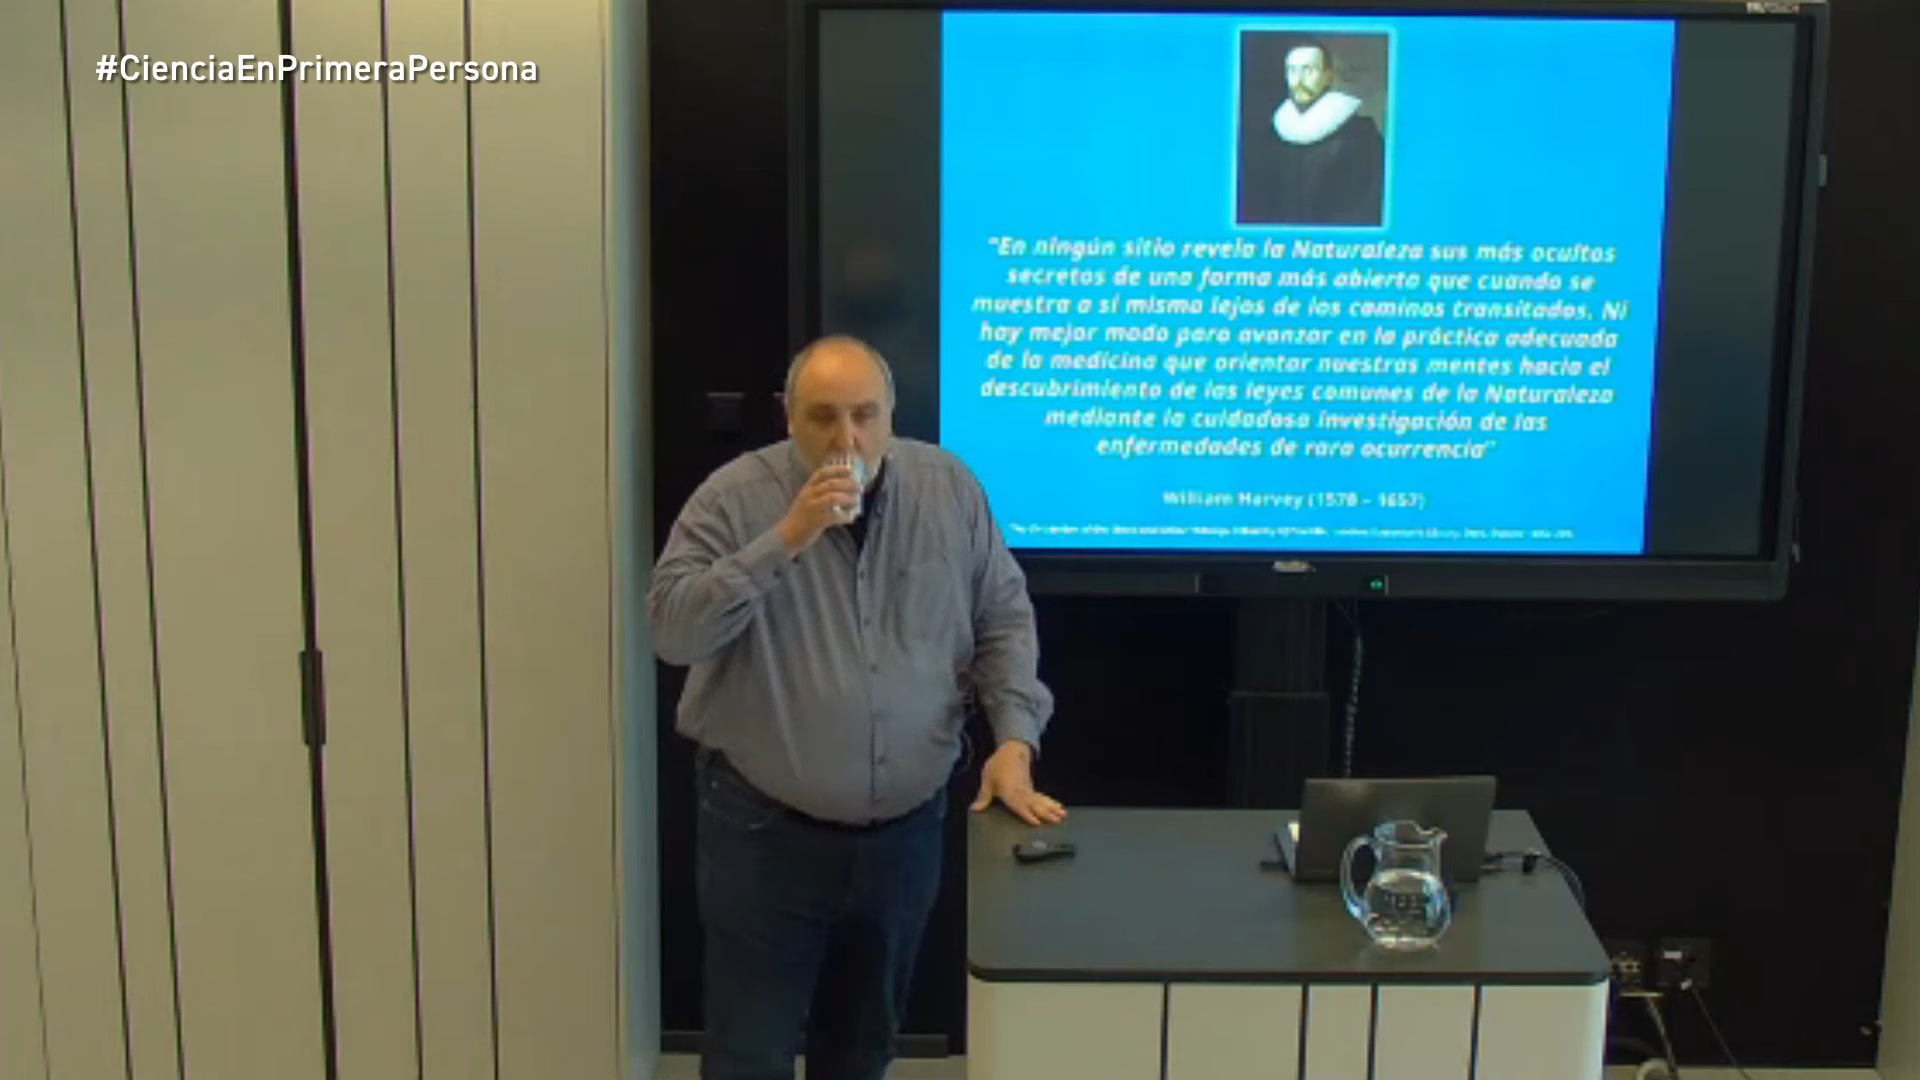 #CienciaEnPrimeraPersona
"En ningún sitio revela la Naturaleza sus más ocultos
secretos de una forma más abierta que cuando se
muestra a sí misma lejos de los caminos transitados. Ni
hay mejor modo para avanzar en la práctica adecuada
de la medicina que orientar nuestras mentes hacia el
descubrimiento de las leyes comunes de la Naturaleza
mediante la cuidadosa investigación de las
enfermedades de rara ocurrencia"
William Harvey (1578 – 1657)